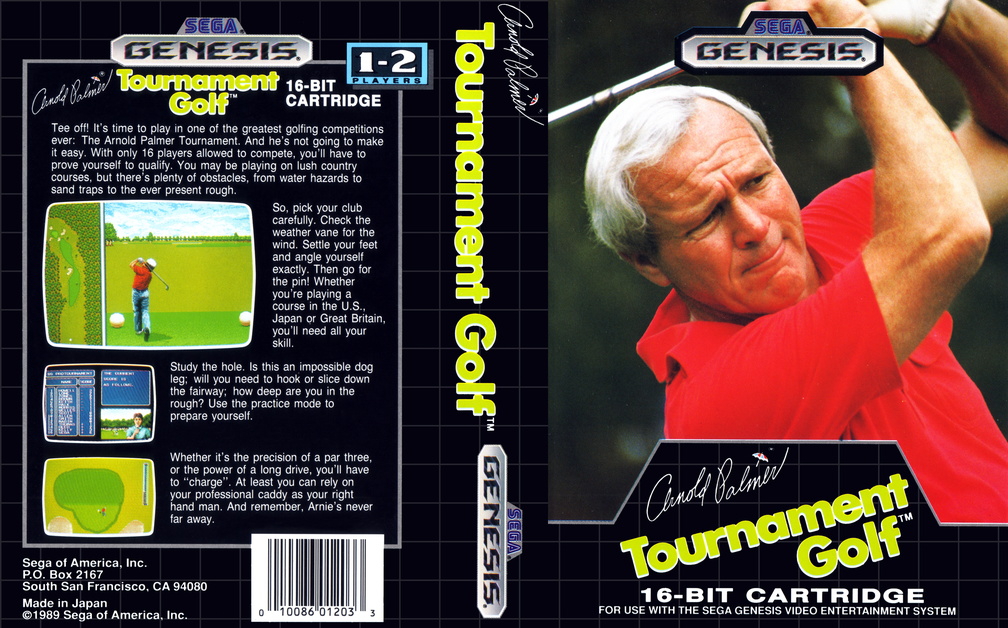 SEGA
GENESIS
1-2
PLAYERS
Arnold Palmer
Tournament
Golf™
16-BIT
CARTRIDGE
Tee off! It's time to play in one of the greatest golfing competitions
ever: The Arnold Palmer Tournament. And he's not going to make
it easy. With only 16 players allowed to compete, you'll have to
prove yourself to qualify. You may be playing on lush country
courses, but there's plenty of obstacles, from water hazards to
sand traps to the ever present rough.
So, pick your club
carefully. Check the
weather vane for the
wind. Settle your feet
and angle yourself
exactly. Then go for
the pin! Whether
you're playing a
course in the U.S.,
Japan or Great Britain,
you'll need all your
skill.
Study the hole. Is this an impossible dog
leg; will you need to hook or slice down
the fairway; how deep are you in the
rough? Use the practice mode to
prepare yourself.
Whether it's the precision of a par three,
or the power of a long drive, you'll have
to "charge". At least you can rely on
your professional caddy as your right
hand man. And remember, Arnie's never
far away.
Sega of America, Inc.
P.O. Box 2167
South San Francisco, CA 94080
Made in Japan
©1989 Sega of America, Inc.
0 10086 01203 3
Arnold Palmer
Tournament Golf™
SEGA
GENESIS
SEGA
GENESIS
Arnold Palmer
Tournament
Golf™
16-BIT CARTRIDGE
FOR USE WITH THE SEGA GENESIS VIDEO ENTERTAINMENT SYSTEM